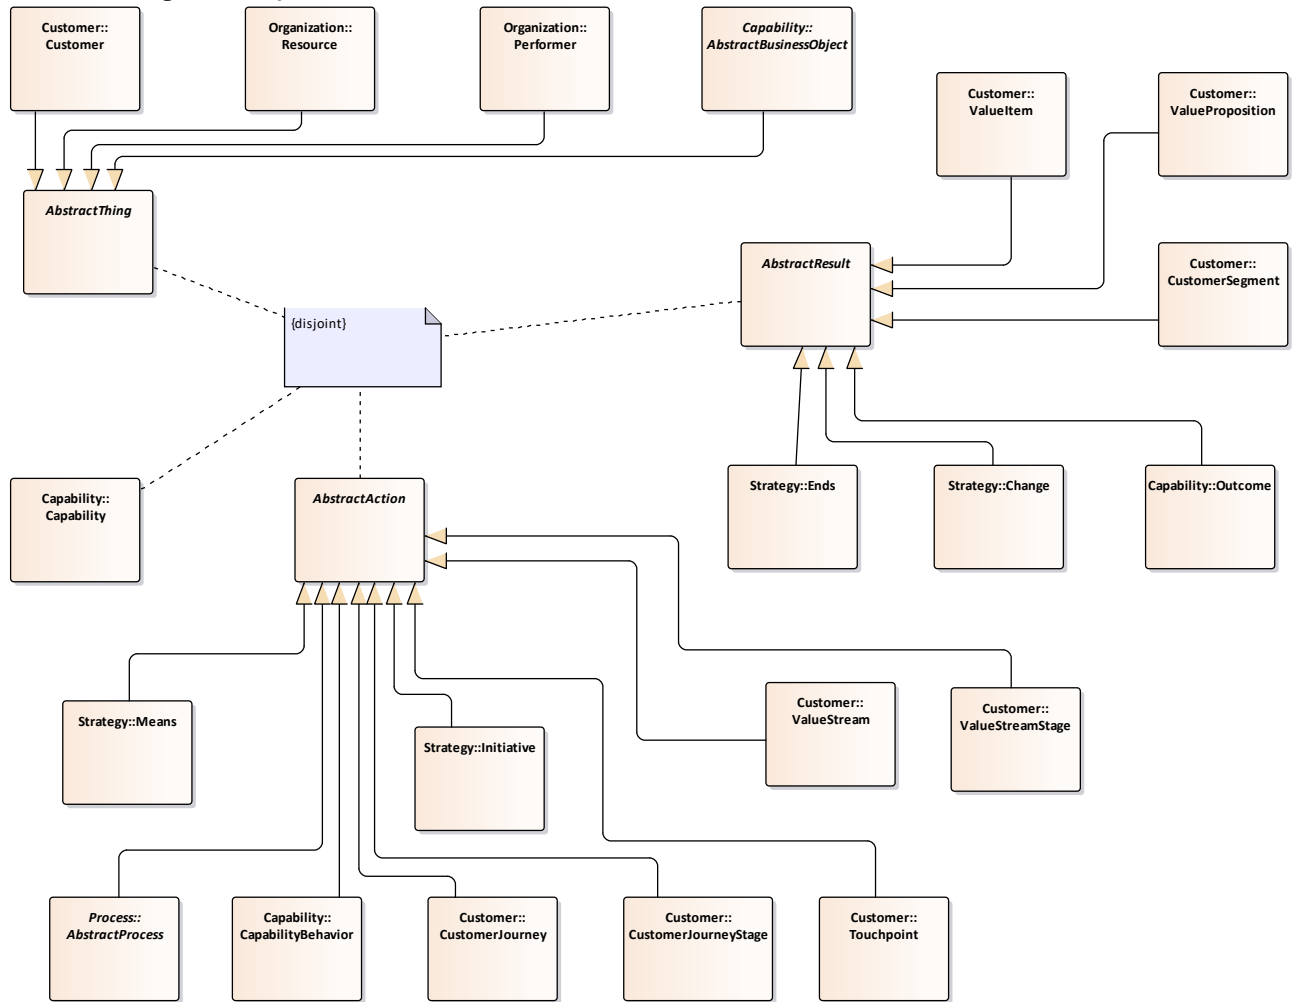 Customer::
Customer
Organization::
Resource
Organization::
Performer
Capability::
AbstractBusinessObject
Customer::
ValueItem
Customer::
ValueProposition
AbstractThing
AbstractResult
Customer::
CustomerSegment
{disjoint}
Capability::
Capability
AbstractAction
Strategy::Ends
Strategy::Change
Capability::Outcome
Strategy::Means
Strategy::Initiative
Customer::
ValueStream
Customer::
ValueStreamStage
Process::
AbstractProcess
Capability::
CapabilityBehavior
Customer::
CustomerJourney
Customer::
CustomerJourneyStage
Customer::
Touchpoint